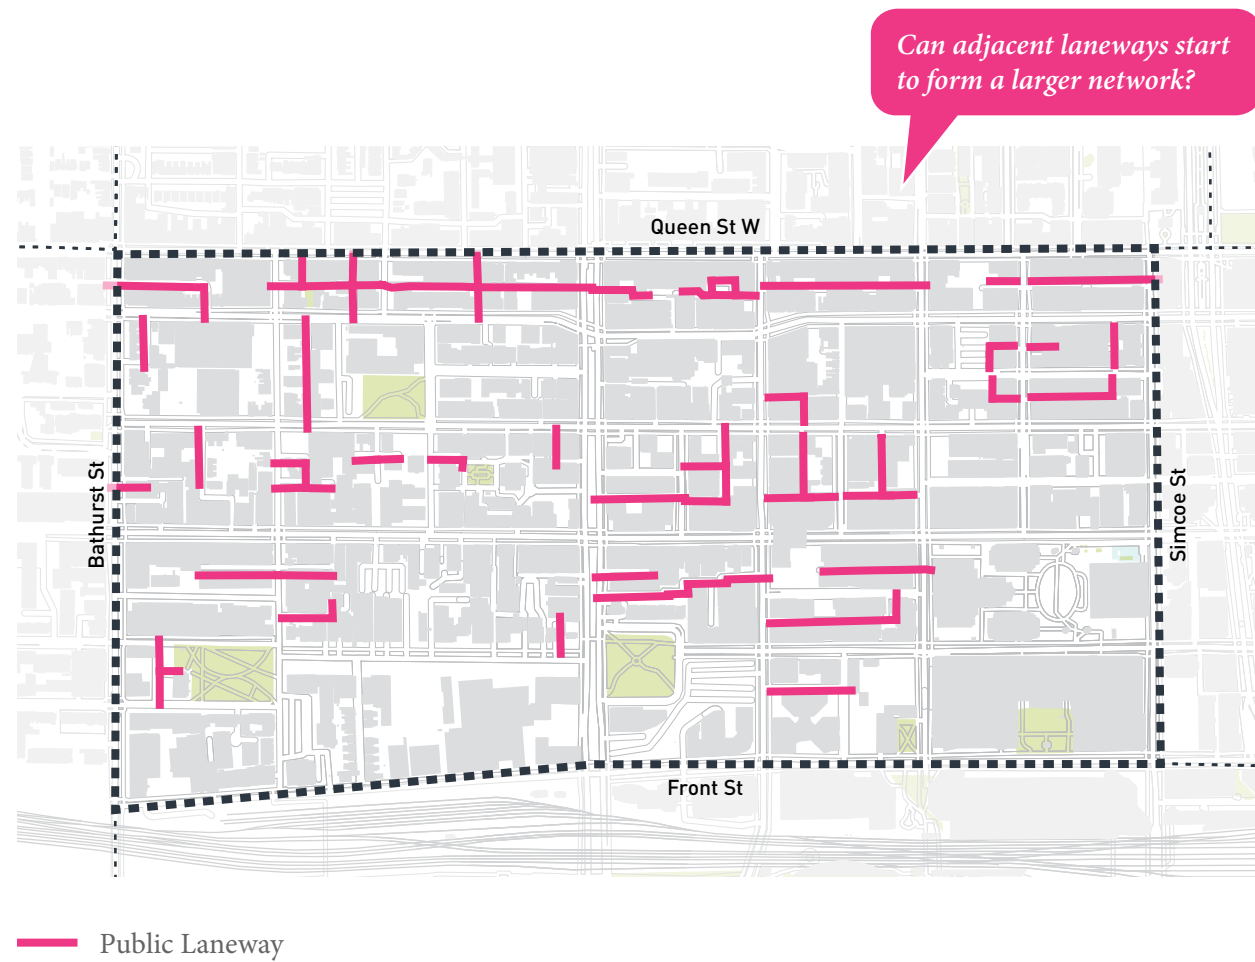 Can adjacent laneways start
to form a larger network?
Queen St W
Bathurst St
Simcoe St
Front St
Public Laneway